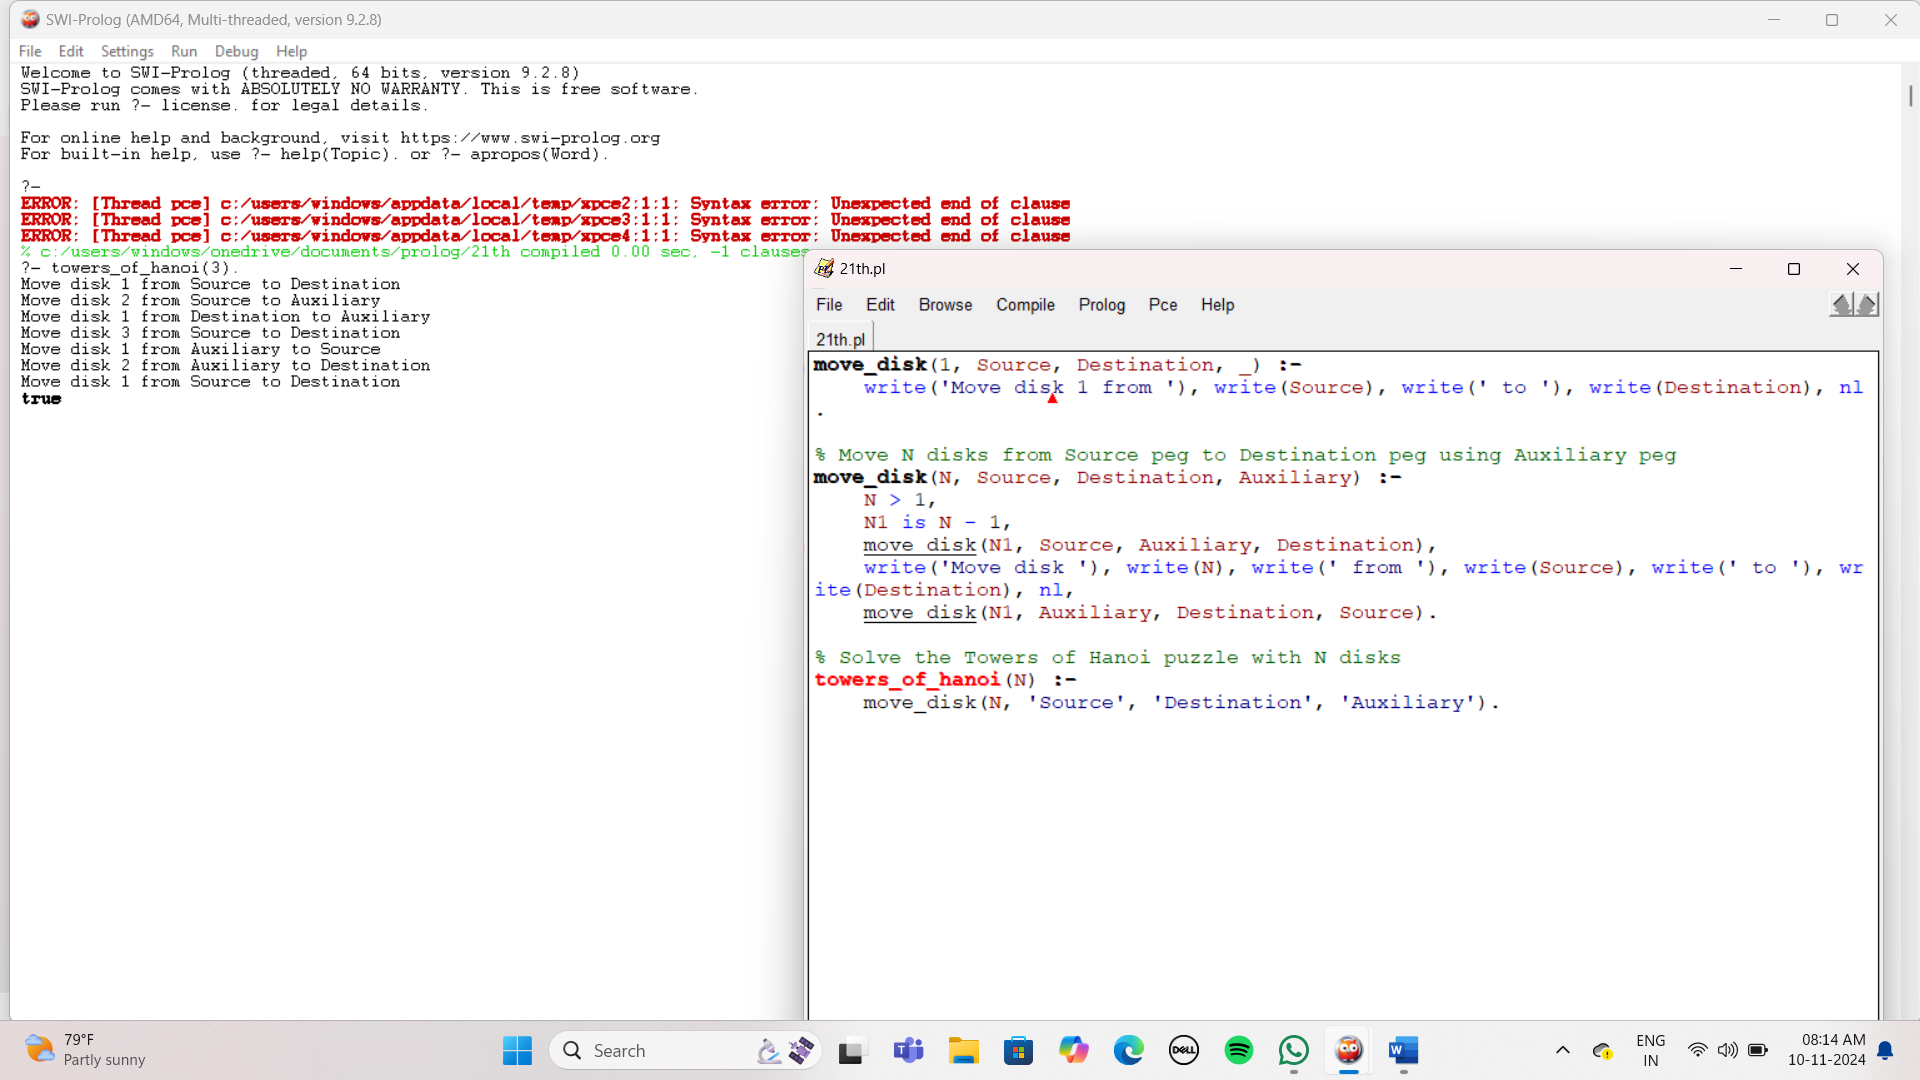 SWI-Prolog (AMD64, Multi-threaded, version 9.2.8)
File Edit Settings Run Debug Help
Welcome to SWI-Prolog (threaded, 64 bits, version 9.2.8)
SWI-Prolog comes with ABSOLUTELY NO WARRANTY. This is free software.
Please run ?- license. for legal details.
For online help and background, visit https://www.swi-prolog.org
For built-in help, use ?- help(Topic). or ?- apropos(Word).
?-
ERROR: [Thread pce] c:/users/windows/appdata/local/temp/xpce2:1:1: Syntax error: Unexpected end of clause
ERROR: [Thread pce] c:/users/windows/appdata/local/temp/xpce3:1:1: Syntax error: Unexpected end of clause
ERROR: [Thread pce] c:/users/windows/appdata/local/temp/xpce4:1:1: Syntax error: Unexpected end of clause
% c:/users/windows/onedrive/documents/prolog/21th compiled 0.00 sec, -1 clauses
?- towers_of_hanoi(3).
Move disk 1 from Source to Destination
Move disk 2 from Source to Auxiliary
Move disk 1 from Destination to Auxiliary
Move disk 3 from Source to Destination
Move disk 1 from Auxiliary to Source
Move disk 2 from Auxiliary to Destination
Move disk 1 from Source to Destination
true
21th.pl
File Edit Browse Compile Prolog Pce Help
21th.pl
move_disk(1, Source, Destination, _) :-
    write('Move disk 1 from '), write(Source), write(' to '), write(Destination), nl
.
% Move N disks from Source peg to Destination peg using Auxiliary peg
move_disk(N, Source, Destination, Auxiliary) :-
    N > 1,
    N1 is N - 1,
    move_disk(N1, Source, Auxiliary, Destination),
    write('Move disk '), write(N), write(' from '), write(Source), write(' to '), wr
ite(Destination), nl,
    move_disk(N1, Auxiliary, Destination, Source).
% Solve the Towers of Hanoi puzzle with N disks
towers_of_hanoi(N) :-
    move_disk(N, 'Source', 'Destination', 'Auxiliary').
79°F
Partly sunny
Search
DELL
ENG
IN
08:14 AM
10-11-2024